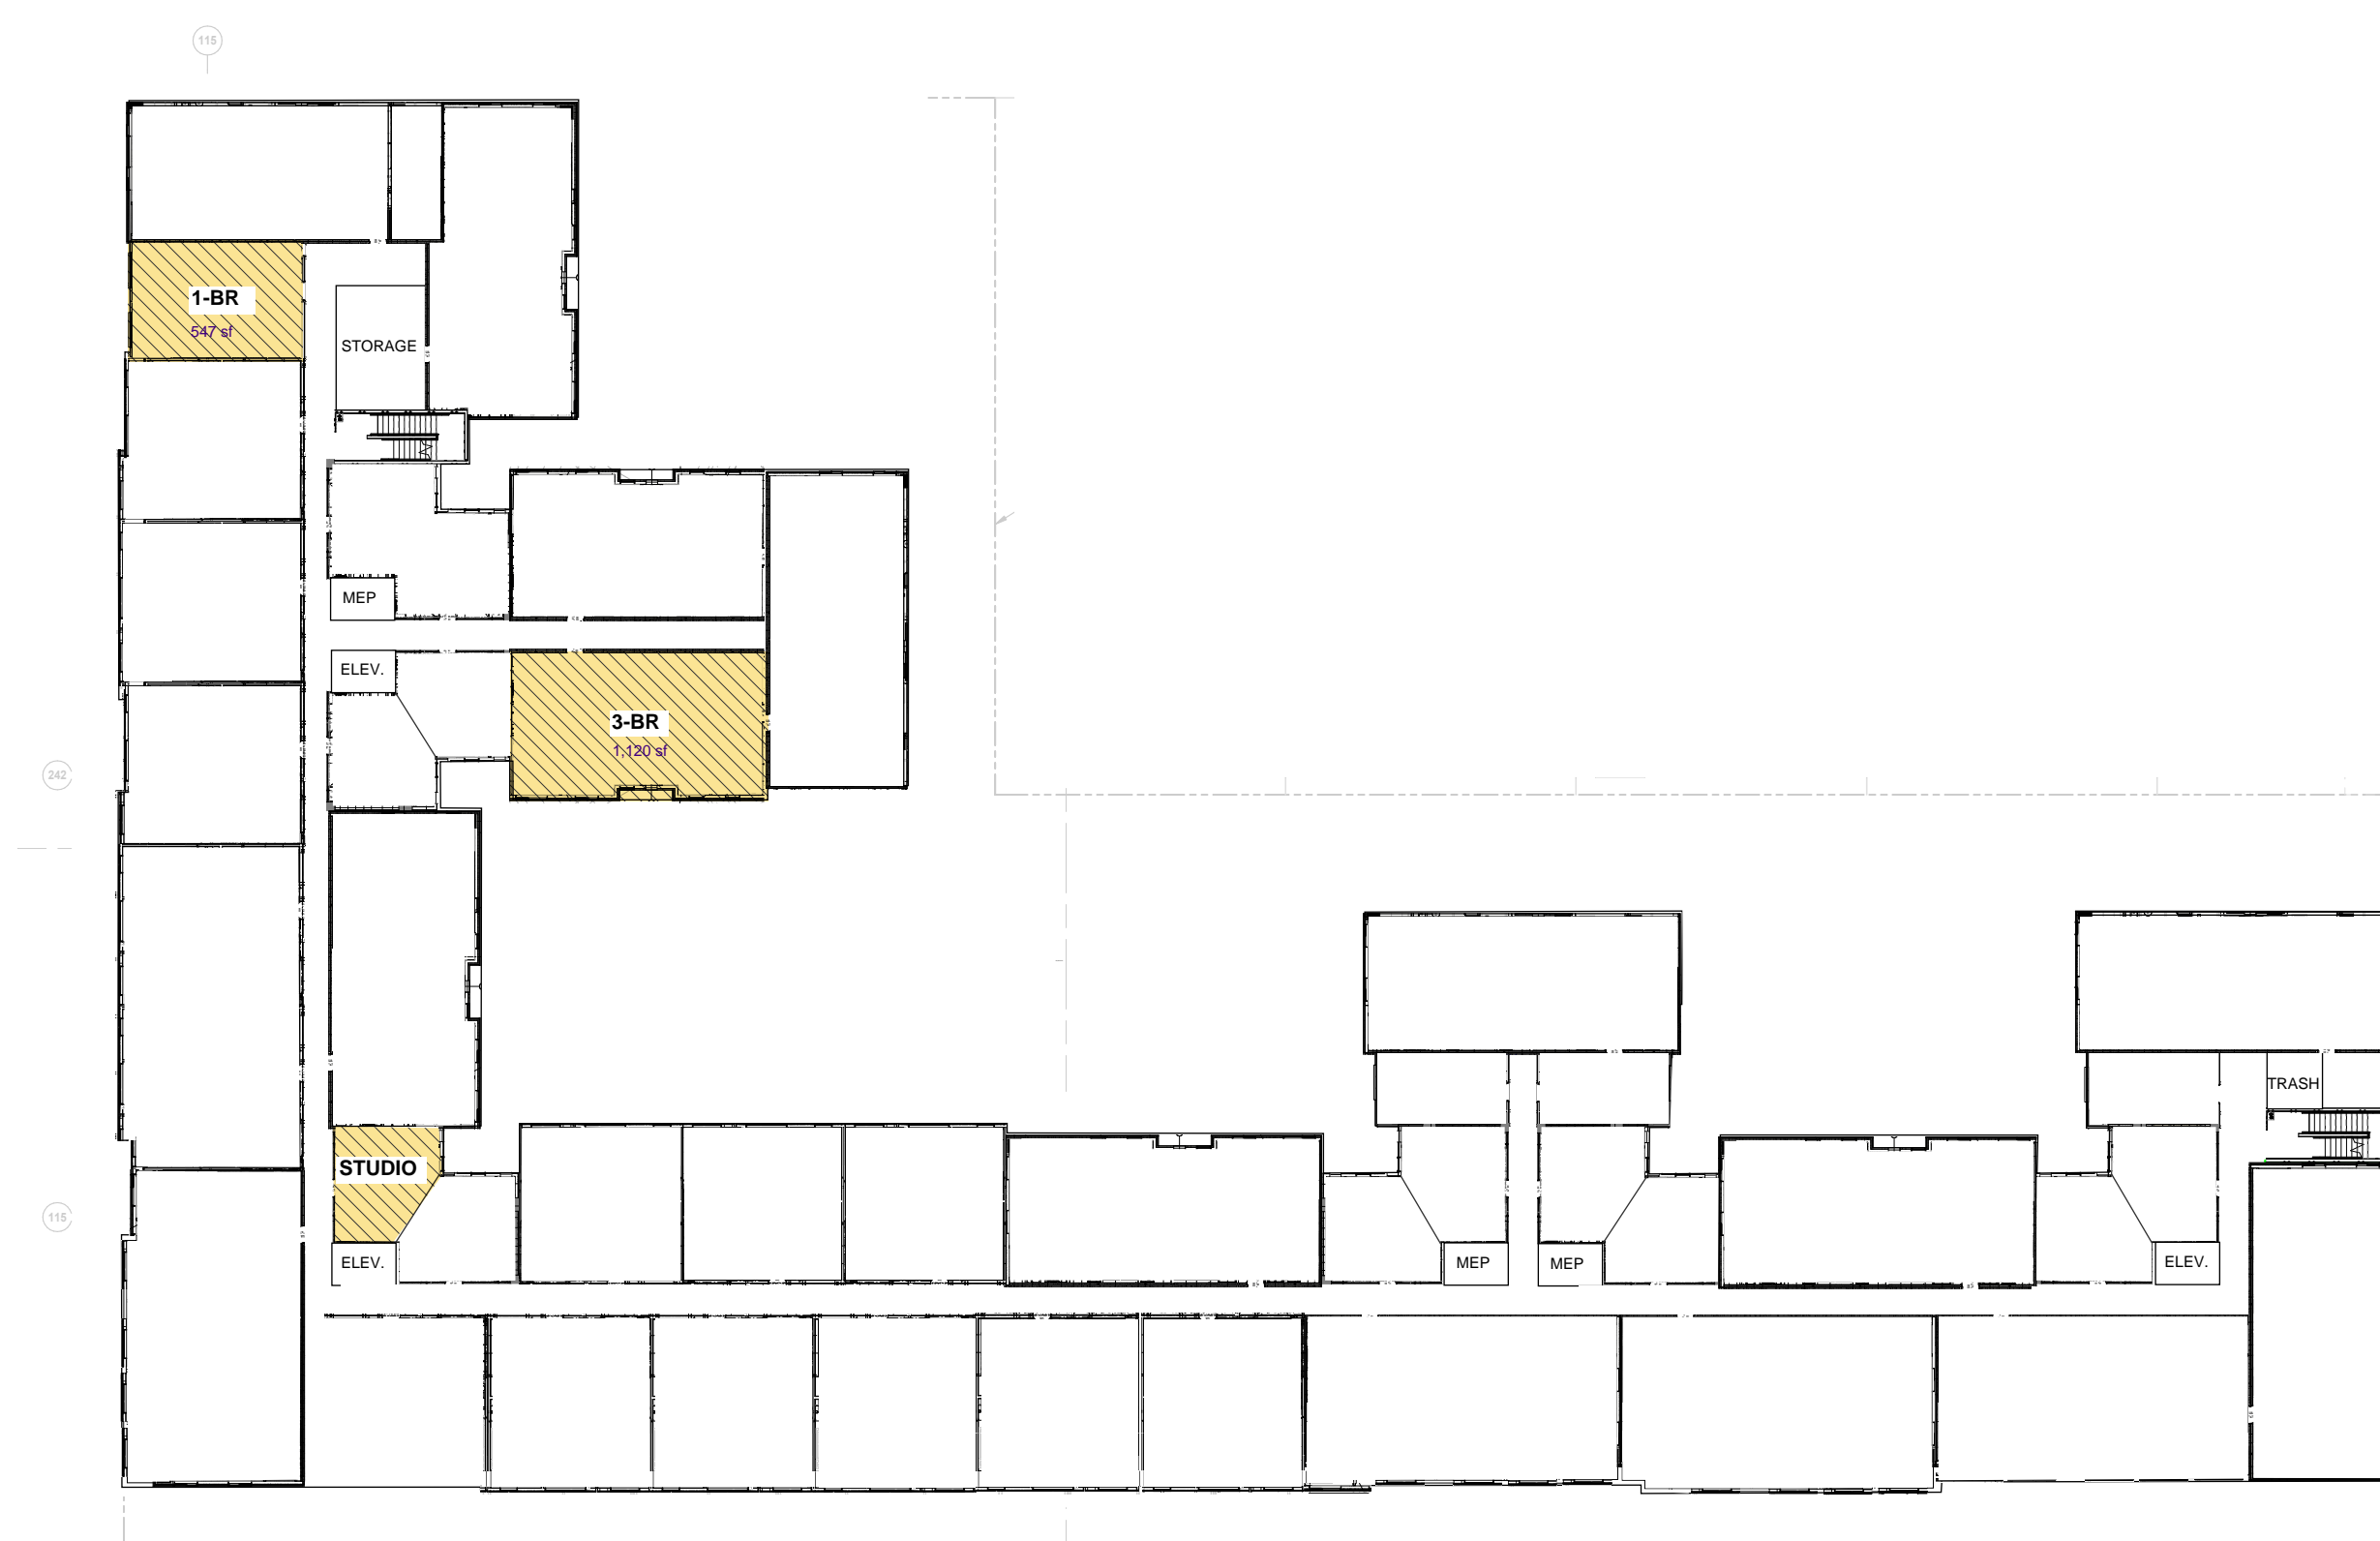 115
1-BR
547 sf
STORAGE
MEP
ELEV.
3-BR
1,120 sf
242
TRASH
STUDIO
115
ELEV.
MEP
MEP
ELEV.